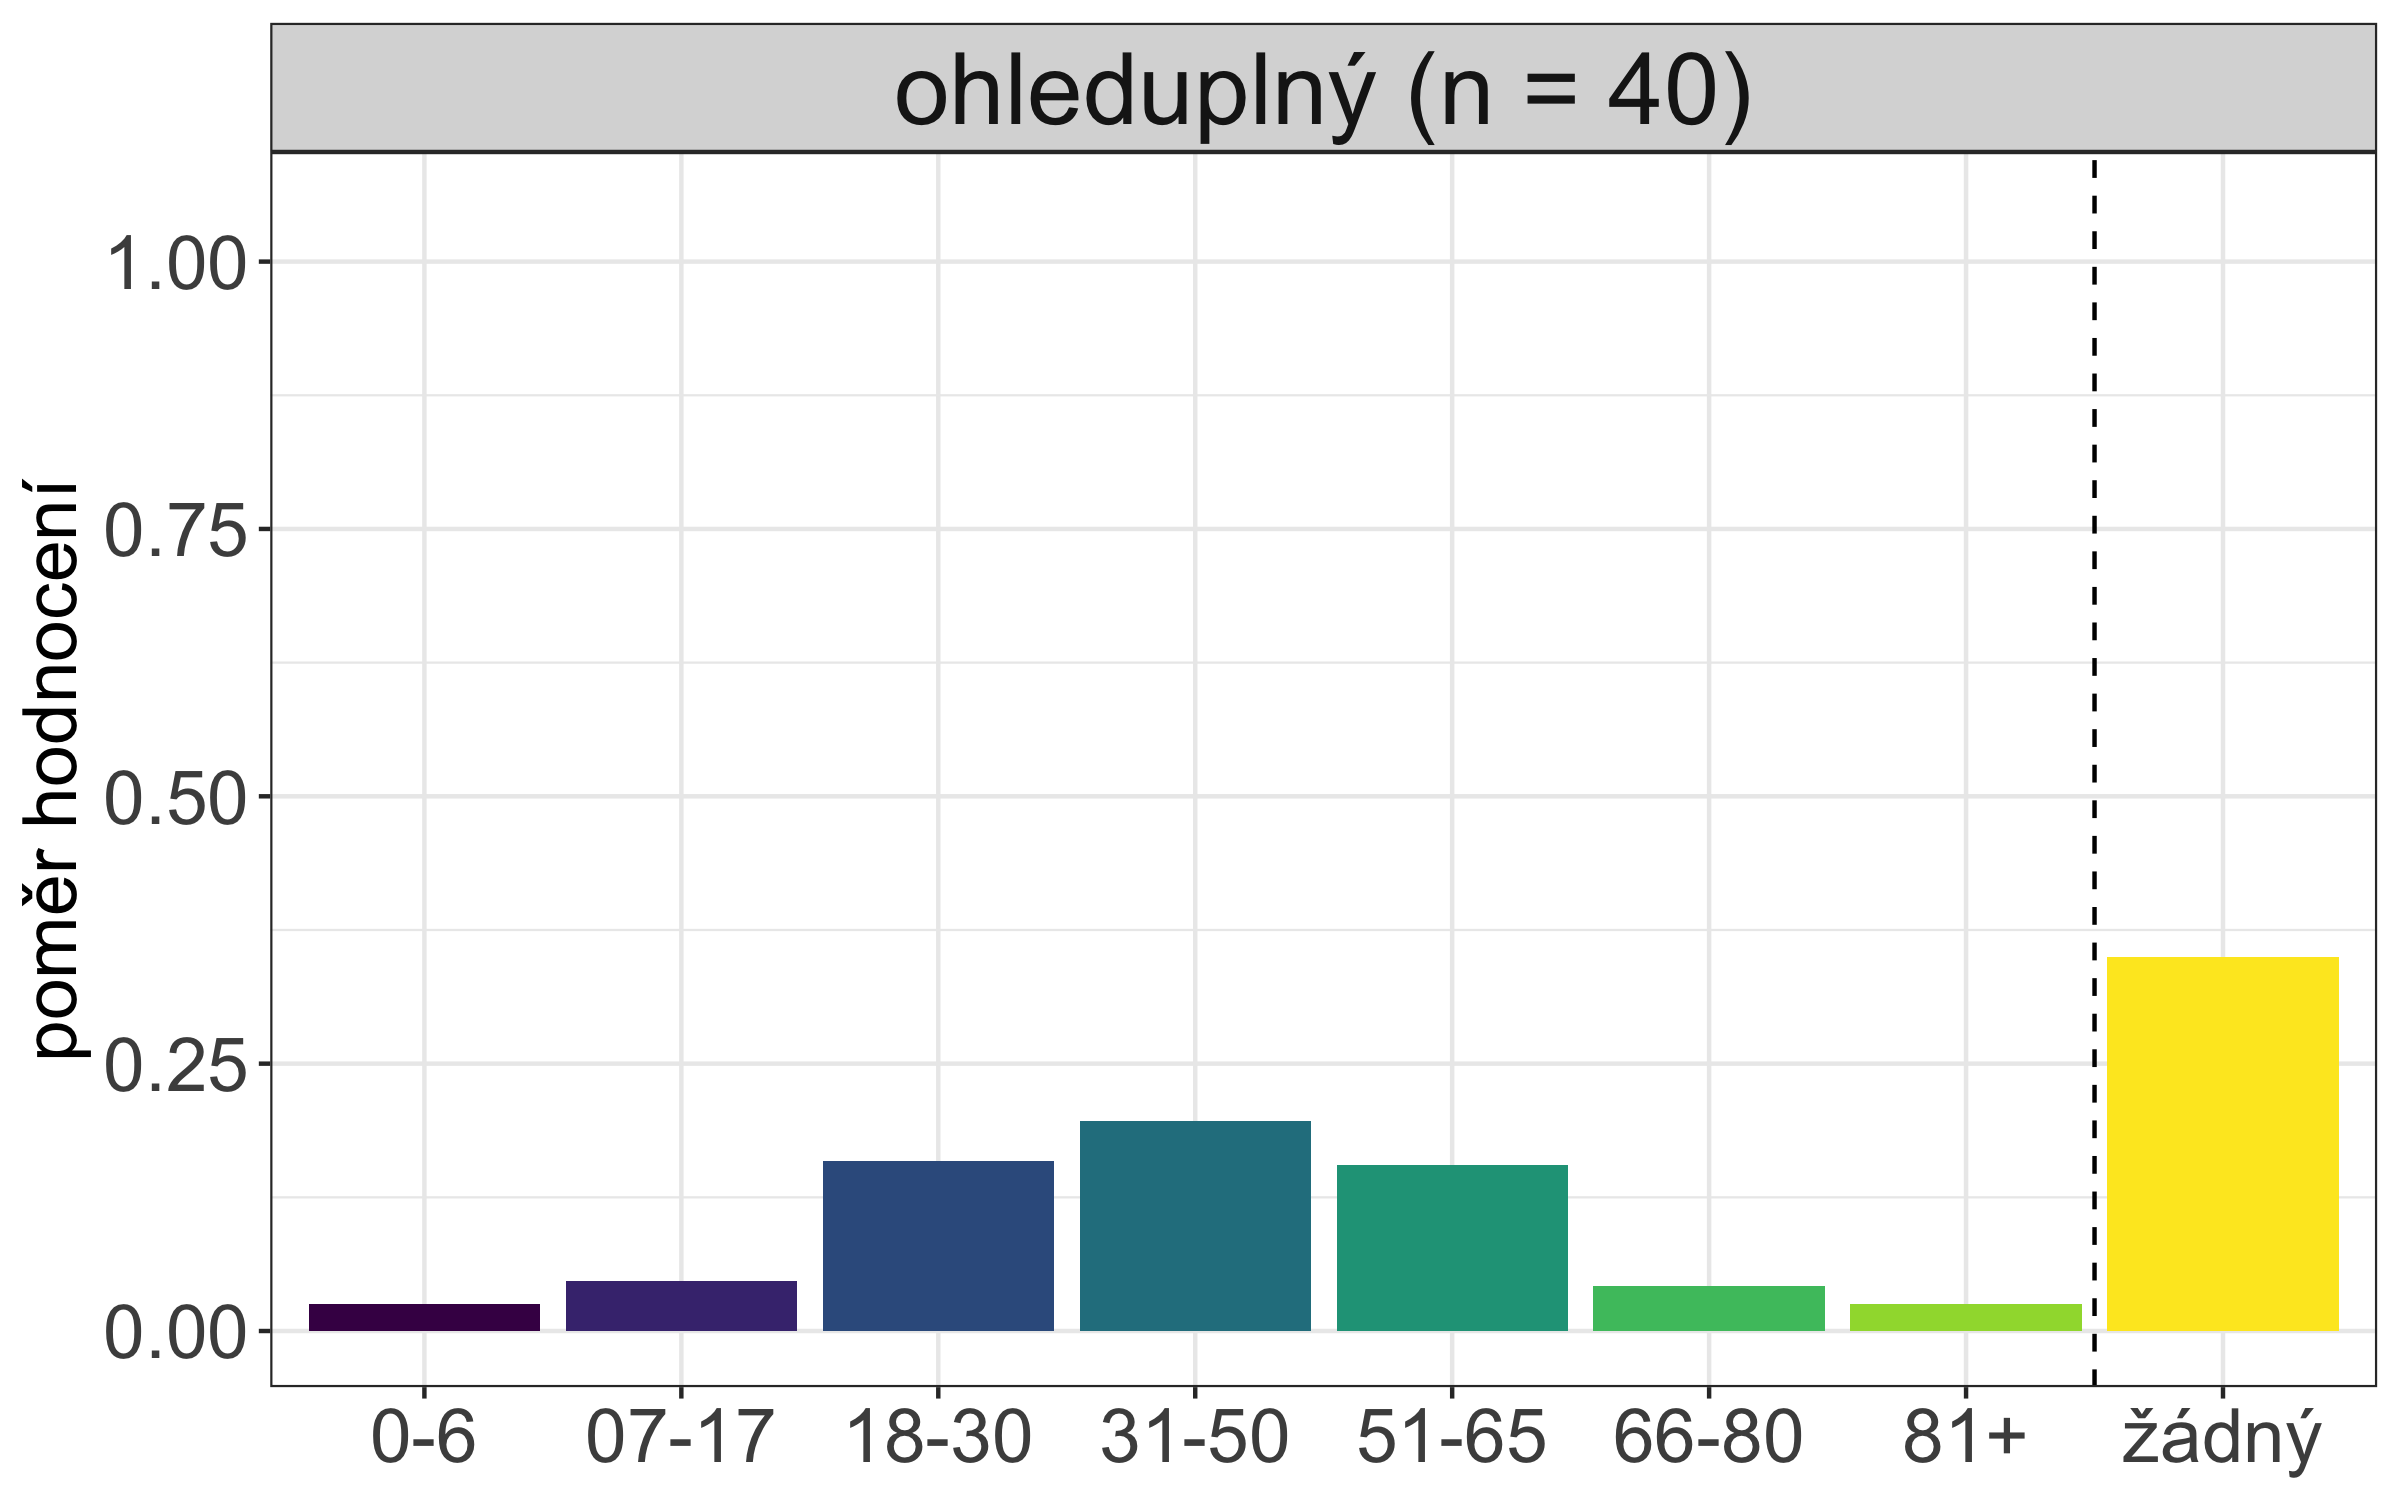 ohleduplný (n = 40)
poměr hodnocení
1.00
0.75
0.50
0.25
0.00
0-6 07-17 18-30 31-50 51-65 66-80 81+ žádný